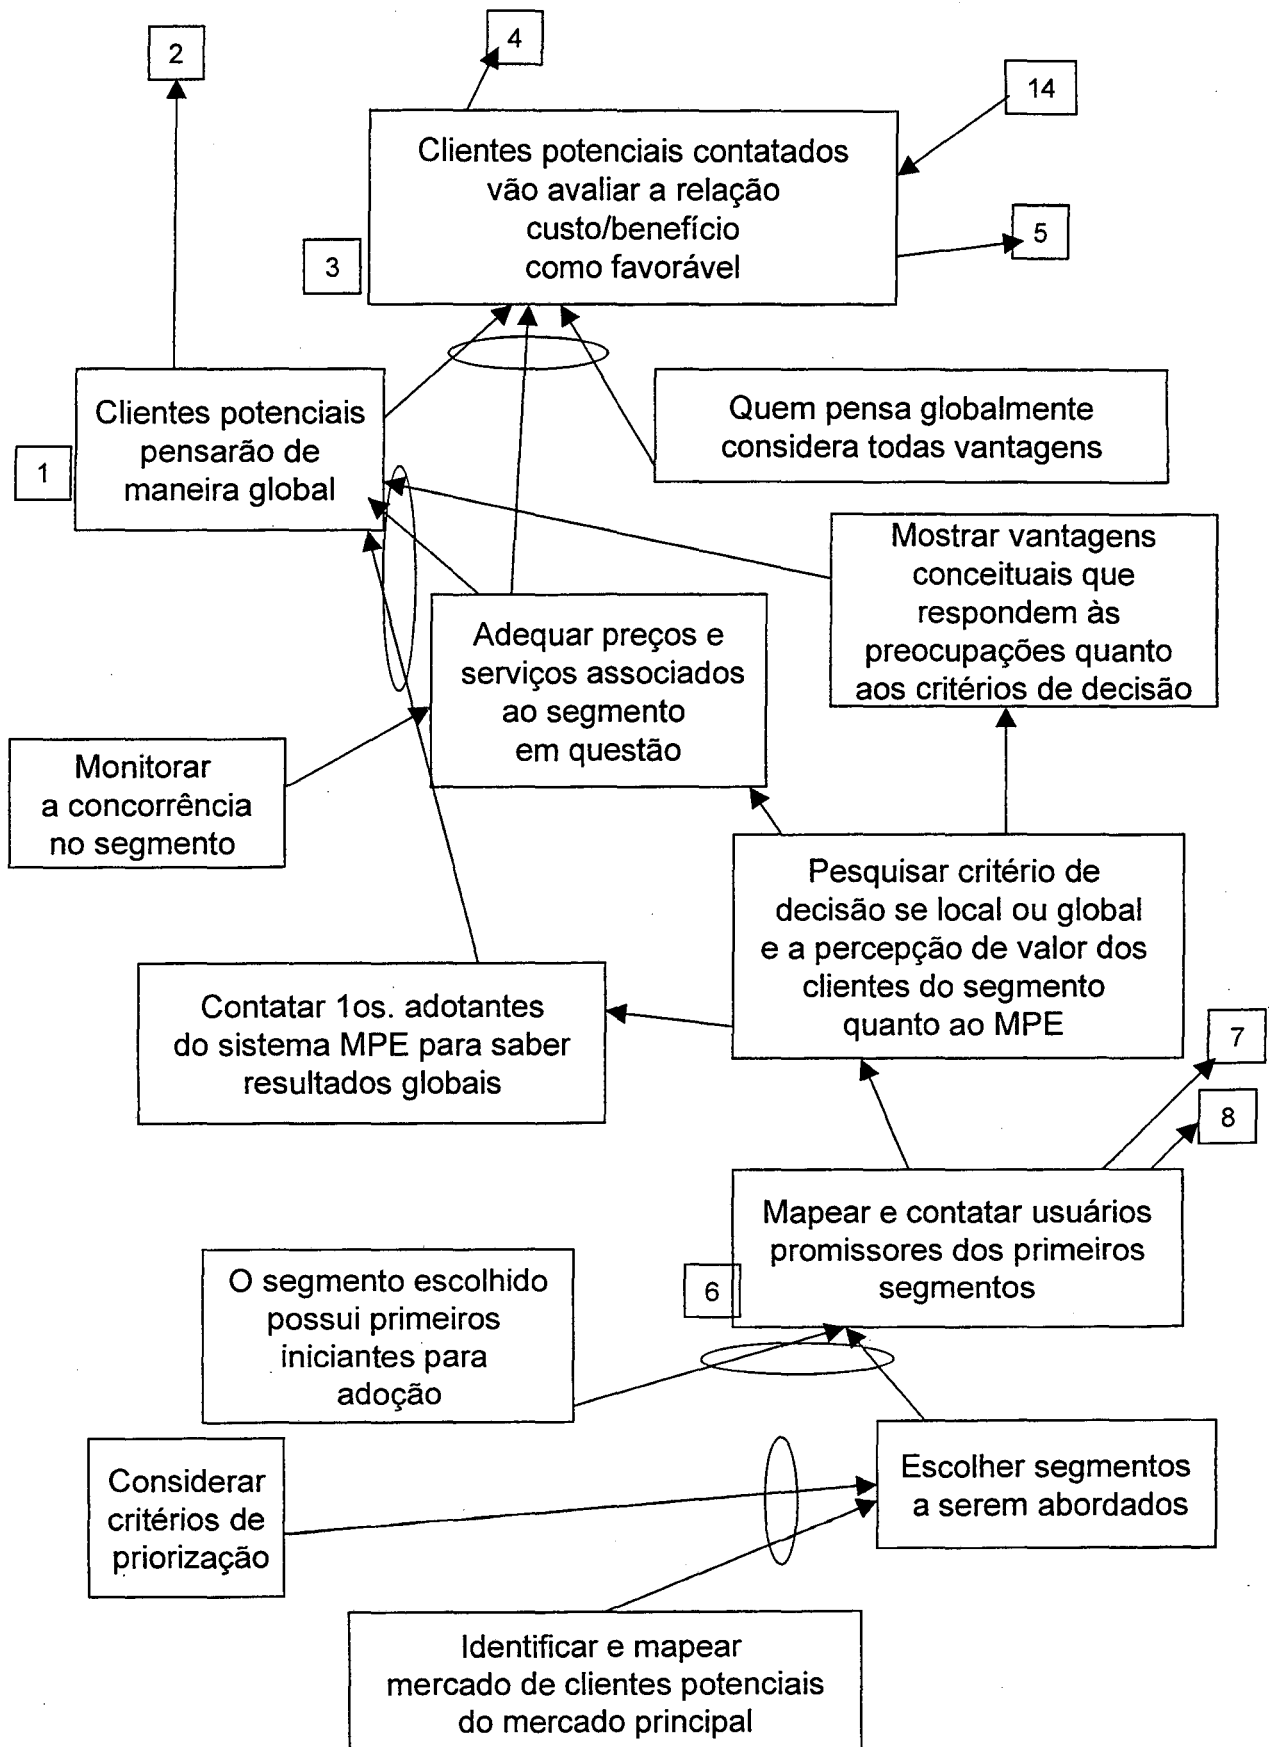 2
4
14
Clientes potenciais contatados
vão avaliar a relação
custo/benefício
como favorável
3
5
Clientes potenciais
pensarão de
maneira global
1
Quem pensa globalmente
considera todas vantagens
Mostrar vantagens
conceituais que
respondem às
preocupações quanto
aos critérios de decisão
Adequar preços e
serviços associados
ao segmento
em questão
Monitorar
a concorrência
no segmento
Pesquisar critério de
decisão se local ou global
e a percepção de valor dos
clientes do segmento
quanto ao MPE
Contatar 1os. adotantes
do sistema MPE para saber
resultados globais
7
8
Mapear e contatar usuários
promissores dos primeiros
segmentos
6
O segmento escolhido
possui primeiros
iniciantes para
adoção
Considerar
critérios de
priorização
Escolher segmentos
a serem abordados
Identificar e mapear
mercado de clientes potenciais
do mercado principal